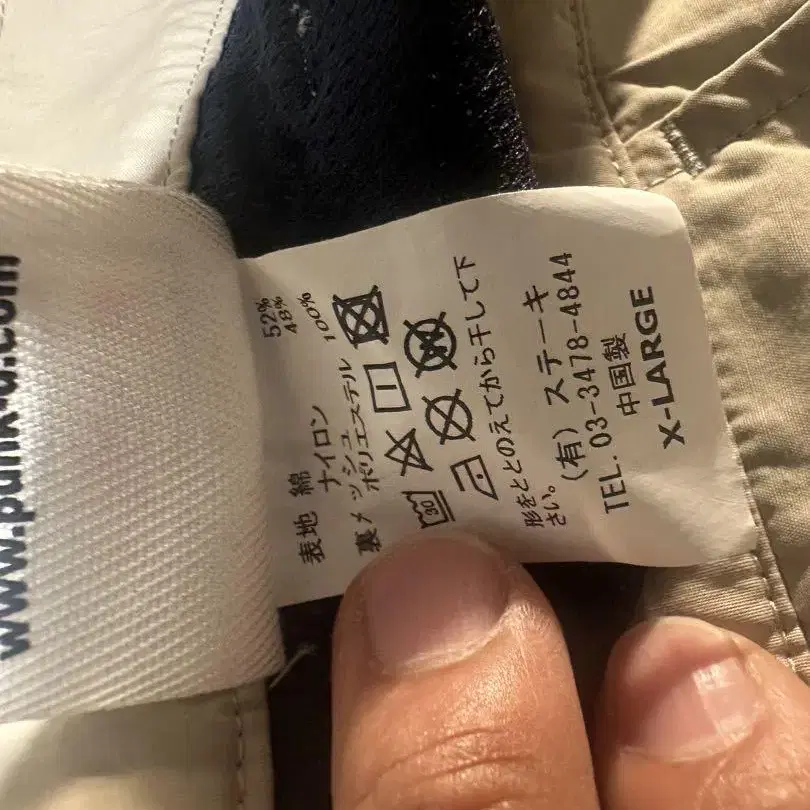 www.punk-d.com
表地 綿 52%
ナイロン 48%
裏メッシュ
ポリエステル 100%
30
形をととのえてから干して下
さい。
(有) ステーキ
TEL. 03-3478-4844
中国製
X-LARGE